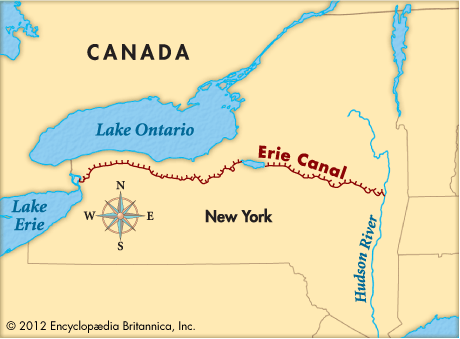 CANADA
Lake Ontario
Erie Canal
Lake
Erie
N
W
E
S
New York
Hudson River
© 2012 Encyclopædia Britannica, Inc.